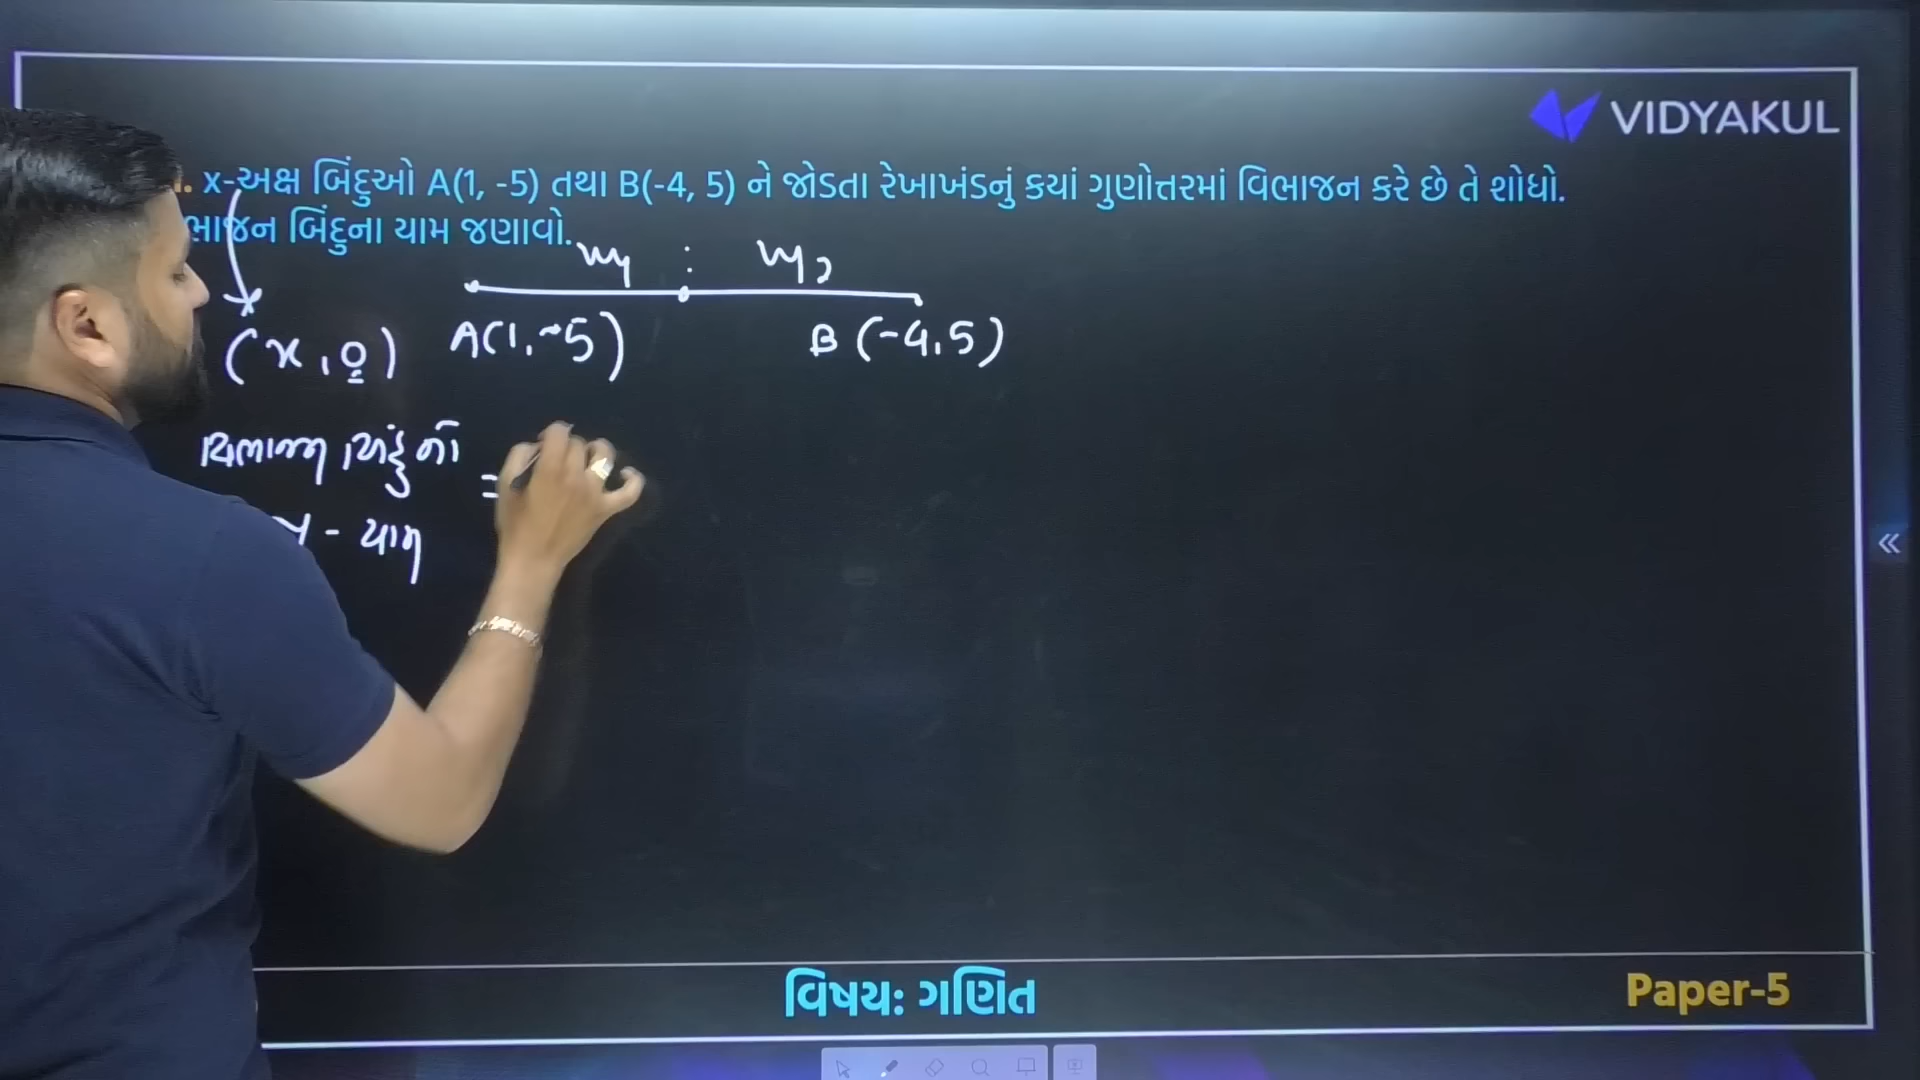 VIDYAKUL
. x-અક્ષ બિંદુઓ A(1, -5) તથા B(-4, 5) ને જોડતા રેખાખંડનું કયાં ગુણોત્તરમાં વિભાજન કરે છે તે શોધો.
ભાજન બિંદુના યામ જણાવો.
m1 : m2
(x, 0) A(1, -5) B (-4, 5)
વિભાજન બિંદુનો =
y - યામ
વિષય: ગણિત
Paper-5